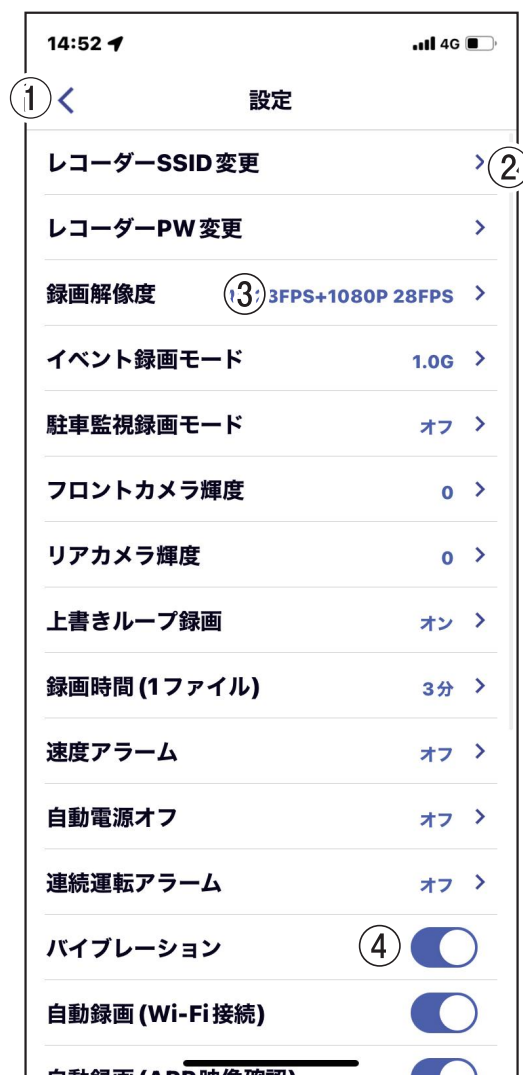 14:52 4G
① 設定
レコーダーSSID変更 ②
レコーダーPW変更
録画解像度 ③ 3FPS+1080P 28FPS
イベント録画モード 1.0G
駐車監視録画モード オフ
フロントカメラ輝度 0
リアカメラ輝度 0
上書きループ録画 オン
録画時間(1ファイル) 3分
速度アラーム オフ
自動電源オフ オフ
連続運転アラーム オフ
バイブレーション ④
自動録画(Wi-Fi接続)